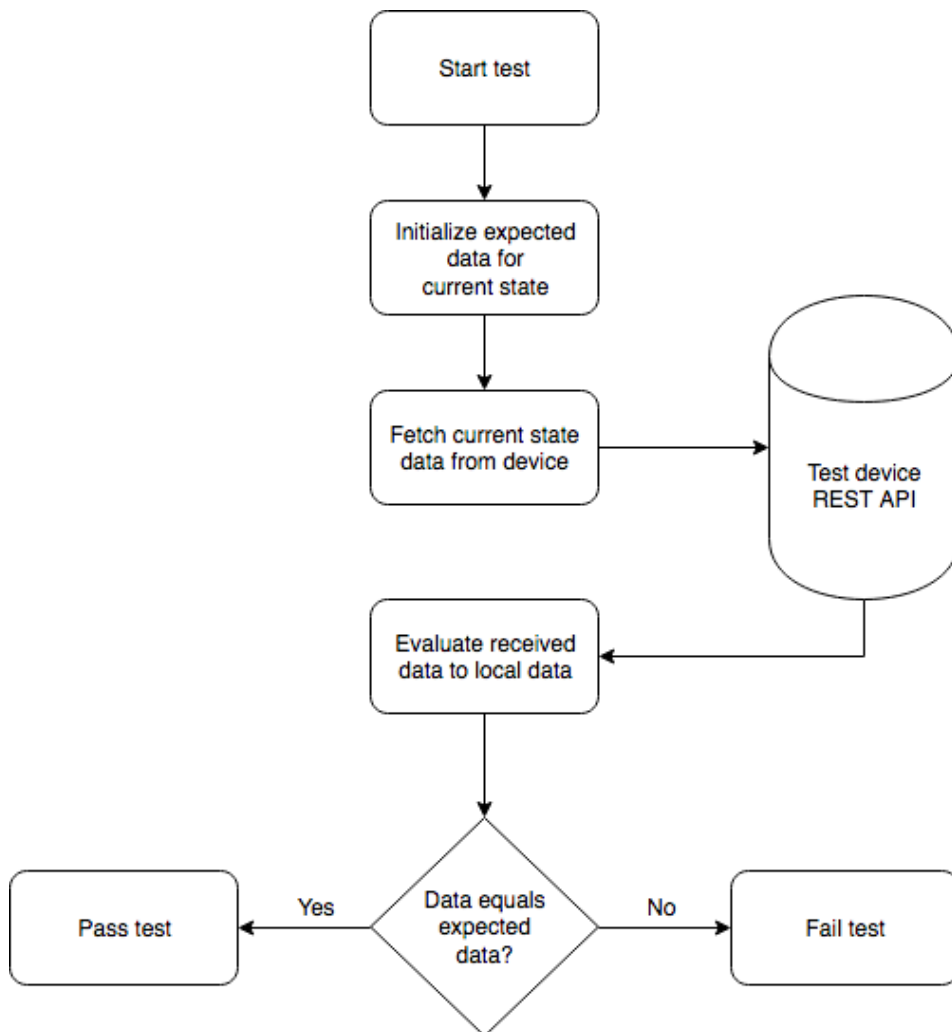 Start test
Initialize expected
data for
current state
Fetch current state
data from device
Test device
REST API
Evaluate received
data to local data
Data equals
expected
data?
Yes
No
Pass test
Fail test